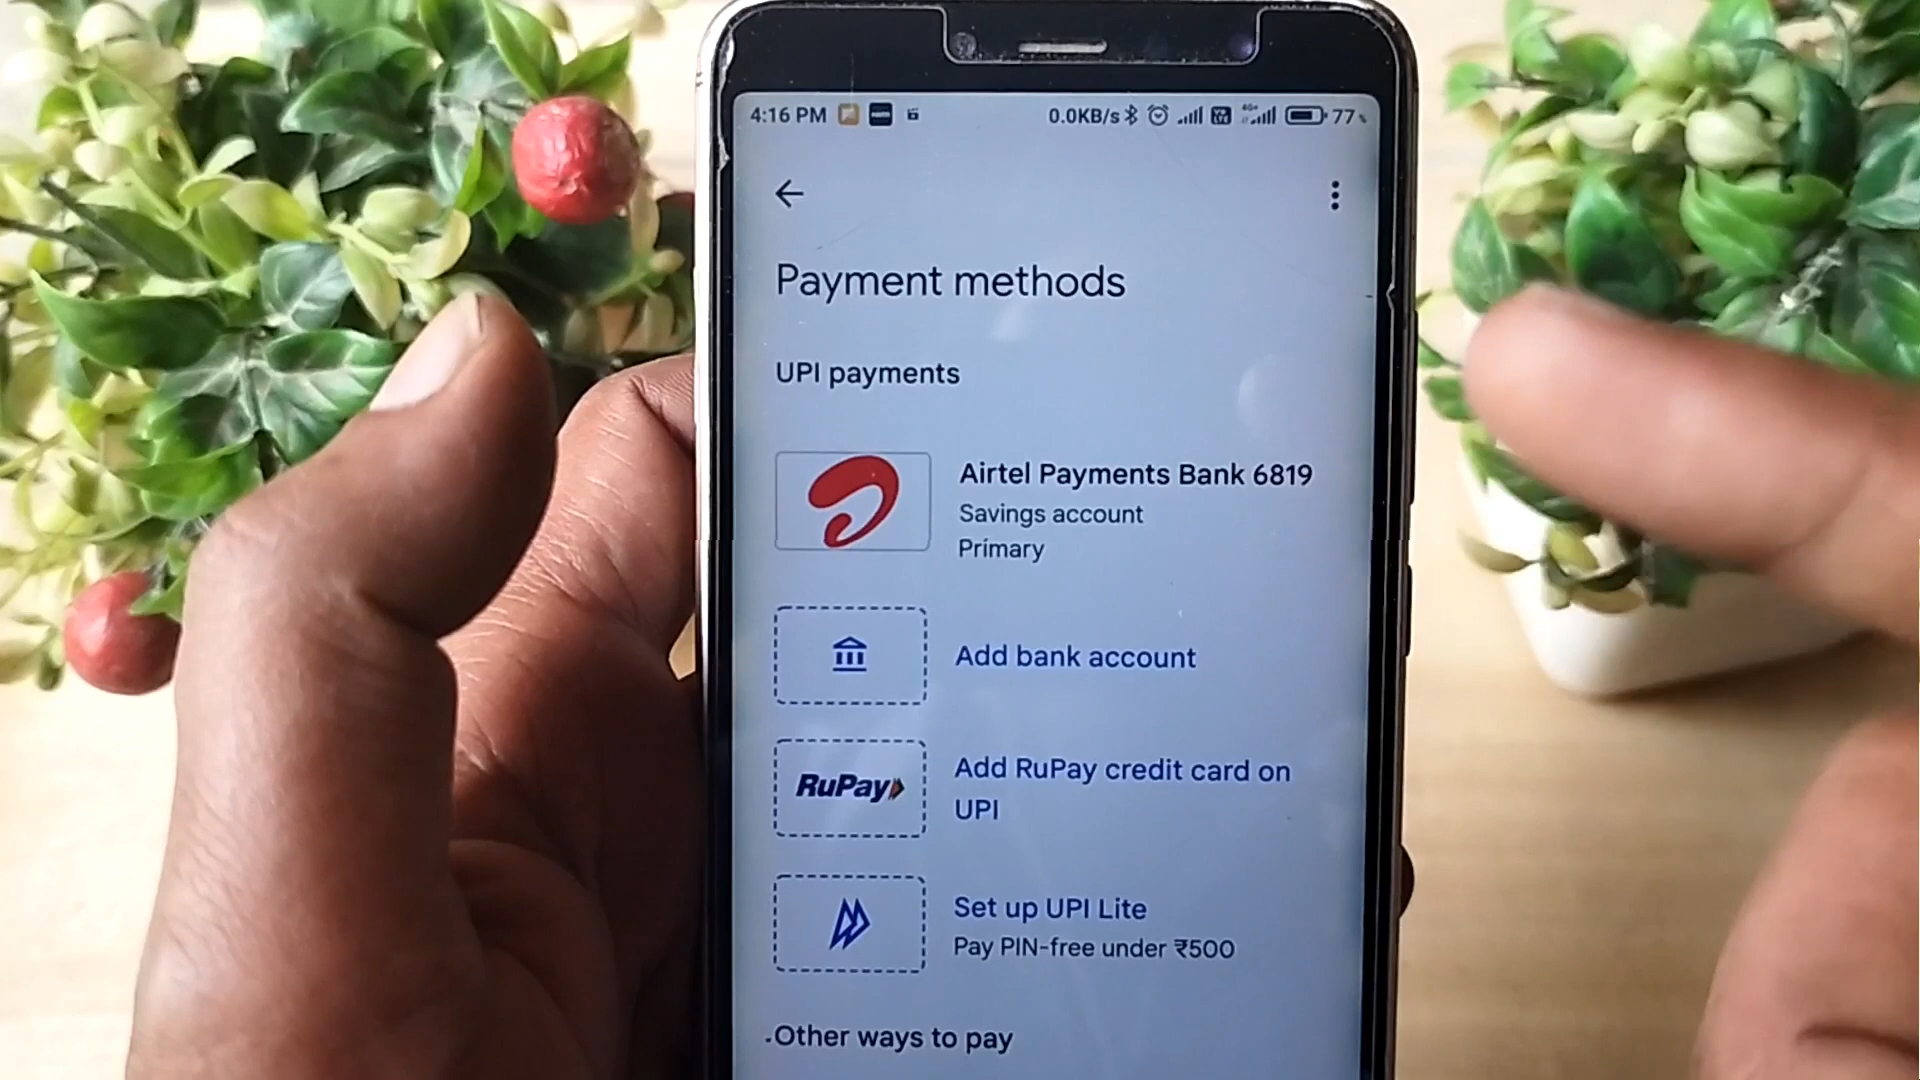 4:16 PM 0.0KB/s 4G+ 77
Payment methods
UPI payments
Airtel Payments Bank 6819
Savings account
Primary
Add bank account
RuPay
Add RuPay credit card on
UPI
Set up UPI Lite
Pay PIN-free under ₹500
Other ways to pay